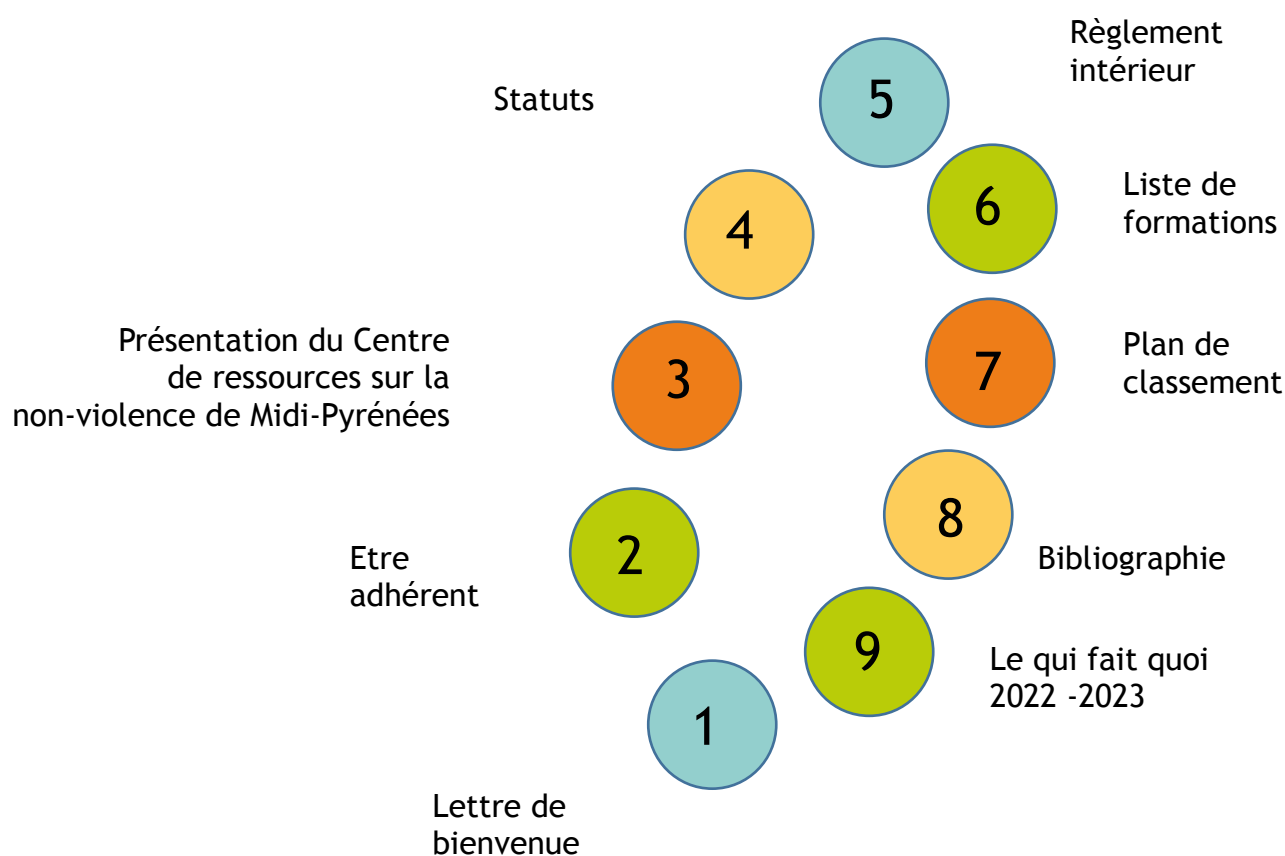 1
Lettre de
bienvenue
2
Etre
adhérent
3
Présentation du Centre
de ressources sur la
non-violence de Midi-Pyrénées
4
Statuts
5
Règlement
intérieur
6
Liste de
formations
7
Plan de
classement
8
Bibliographie
9
Le qui fait quoi
2022 -2023